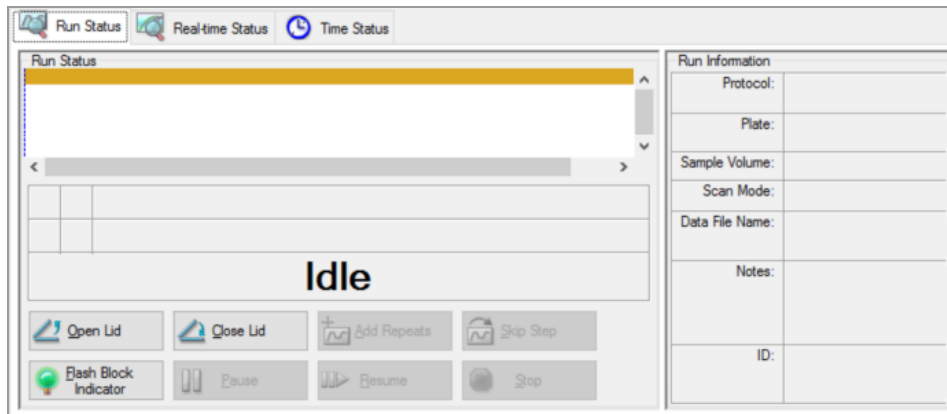 Run Status
Real-time Status
Time Status
Run Status
Idle
Open Lid
Close Lid
Add Repeats
Skip Step
Flash Block
Indicator
Pause
Resume
Stop
Run Information
Protocol:
Plate:
Sample Volume:
Scan Mode:
Data File Name:
Notes:
ID: